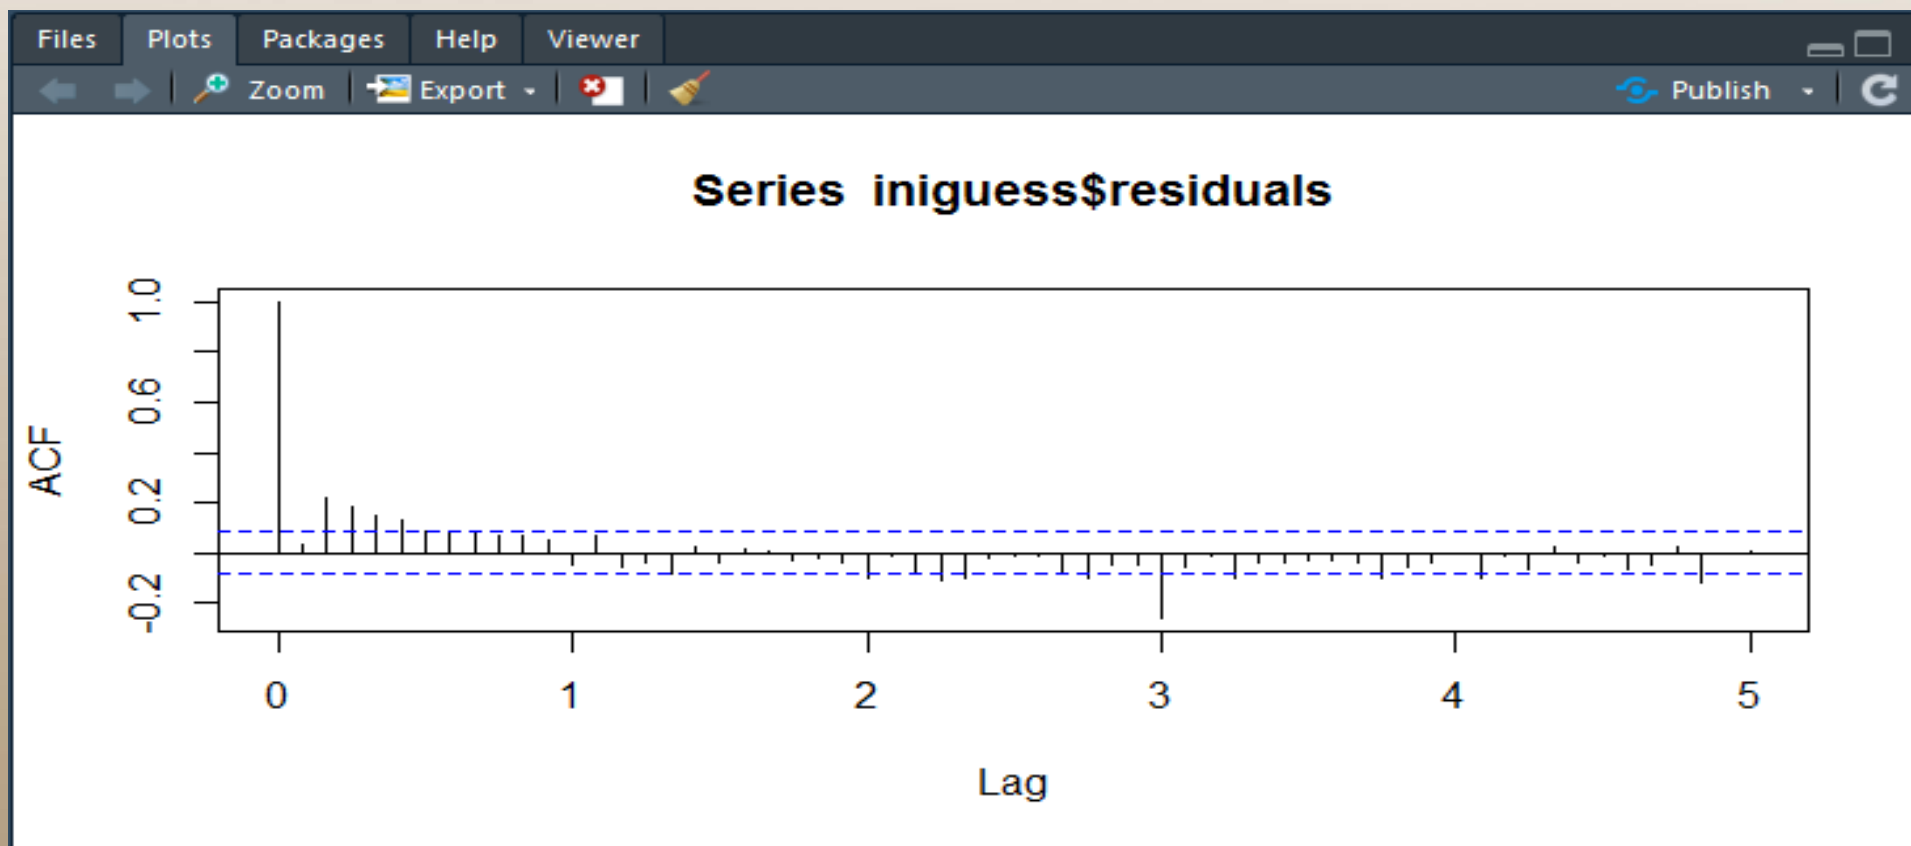 Files Plots Packages Help Viewer
Zoom Export Publish
Series iniguess$residuals
ACF
1.0
0.6
0.2
-0.2
0 1 2 3 4 5
Lag